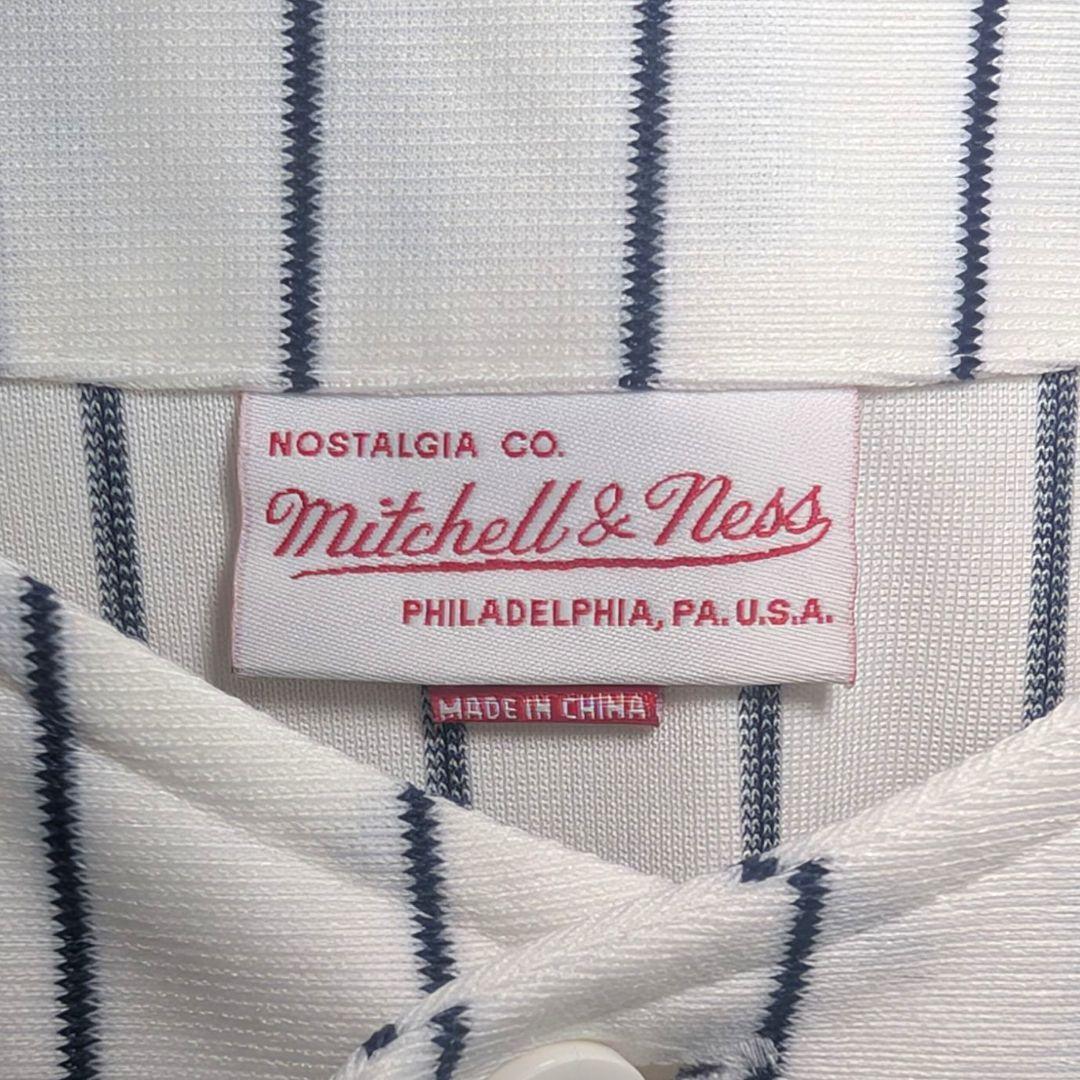 NOSTALGIA CO.
Mitchell & Ness
PHILADELPHIA, PA. U.S.A.
MADE IN CHINA